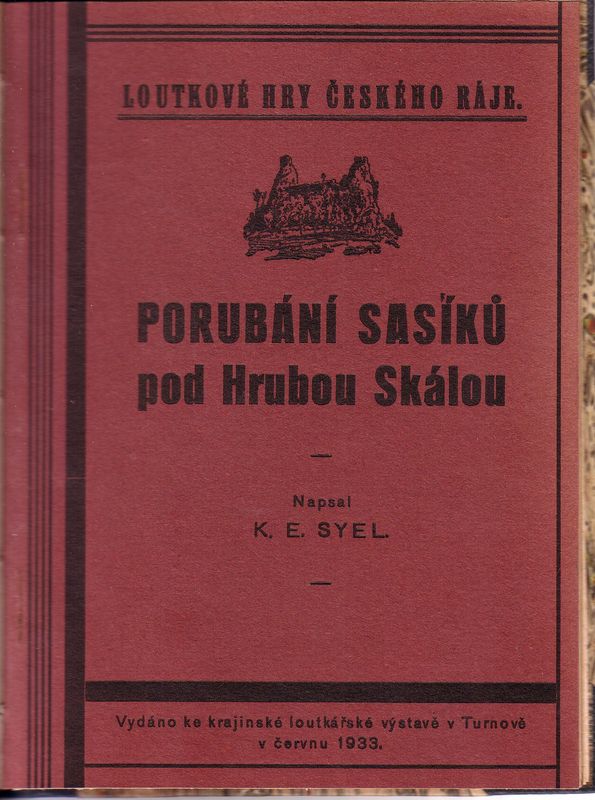 LOUTKOVÉ HRY ČESKÉHO RÁJE.
PORUBÁNÍ SASÍKŮ
pod Hrubou Skálou
Napsal
K. E. SYEL.
Vydáno ke krajinské loutkářské výstavě v Turnově
v červnu 1933.